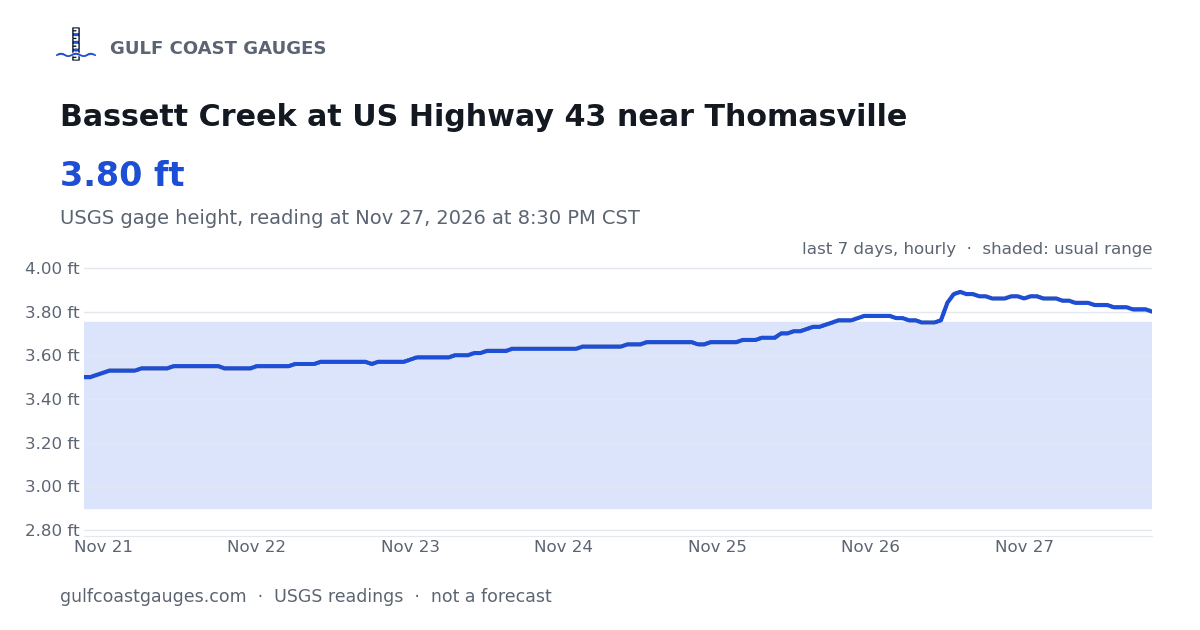 GULF COAST GAUGES
Bassett Creek at US Highway 43 near Thomasville
3.80 ft
USGS gage height, reading at Nov 27, 2026 at 8:30 PM CST
last 7 days, hourly · shaded: usual range
4.00 ft
3.80 ft
3.60 ft
3.40 ft
3.20 ft
3.00 ft
2.80 ft
Nov 21 Nov 22 Nov 23 Nov 24 Nov 25 Nov 26 Nov 27
gulfcoastgauges.com · USGS readings · not a forecast